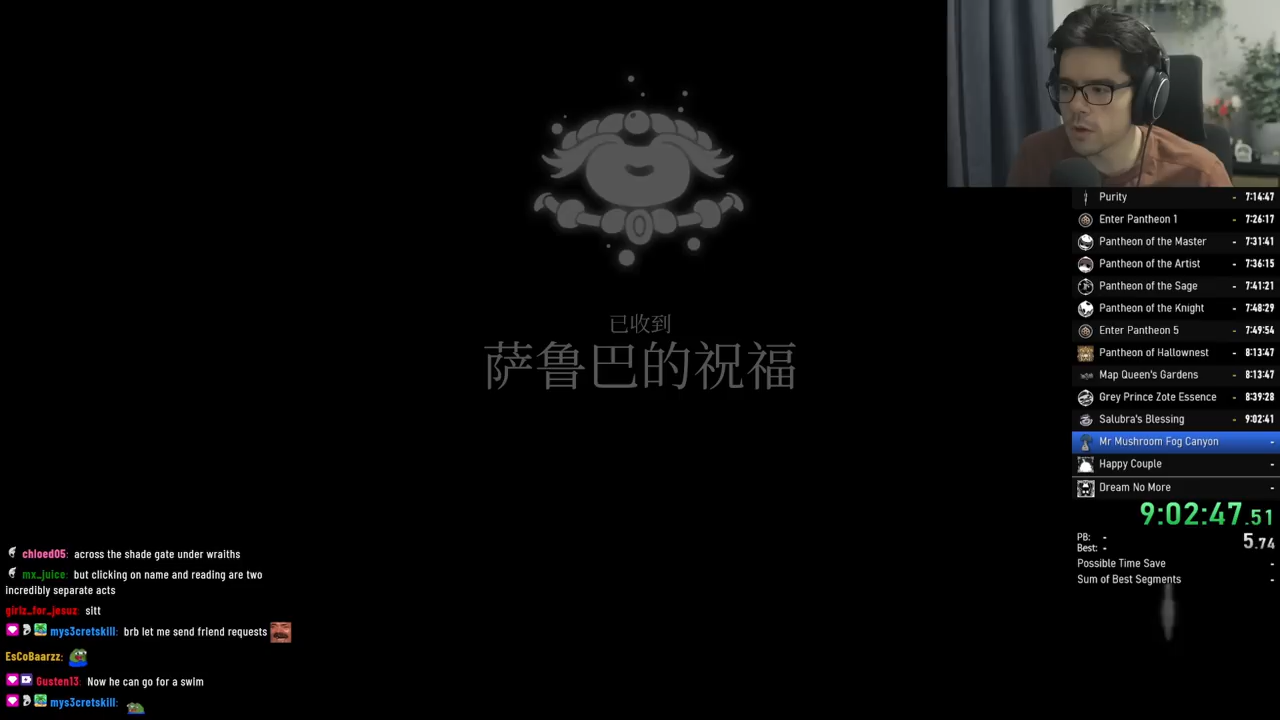 已收到
萨鲁巴的祝福
Purity - 7:14:47
Enter Pantheon 1 - 7:26:17
Pantheon of the Master - 7:31:41
Pantheon of the Artist - 7:36:15
Pantheon of the Sage - 7:41:21
Pantheon of the Knight - 7:48:29
Enter Pantheon 5 - 7:49:54
Pantheon of Hallownest - 8:13:47
Map Queen's Gardens - 8:13:47
Grey Prince Zote Essence - 8:39:28
Salubra's Blessing - 9:02:41
Mr Mushroom Fog Canyon -
Happy Couple -
Dream No More -
9:02:47.51
PB: - 5.74
Best: -
Possible Time Save -
Sum of Best Segments -
chloed05: across the shade gate under wraiths
mx_juice: but clicking on name and reading are two
incredibly separate acts
girlz_for_jesuz: sitt
mys3cretskill: brb let me send friend requests
EsCoBaarzz:
Gusten13: Now he can go for a swim
mys3cretskill: